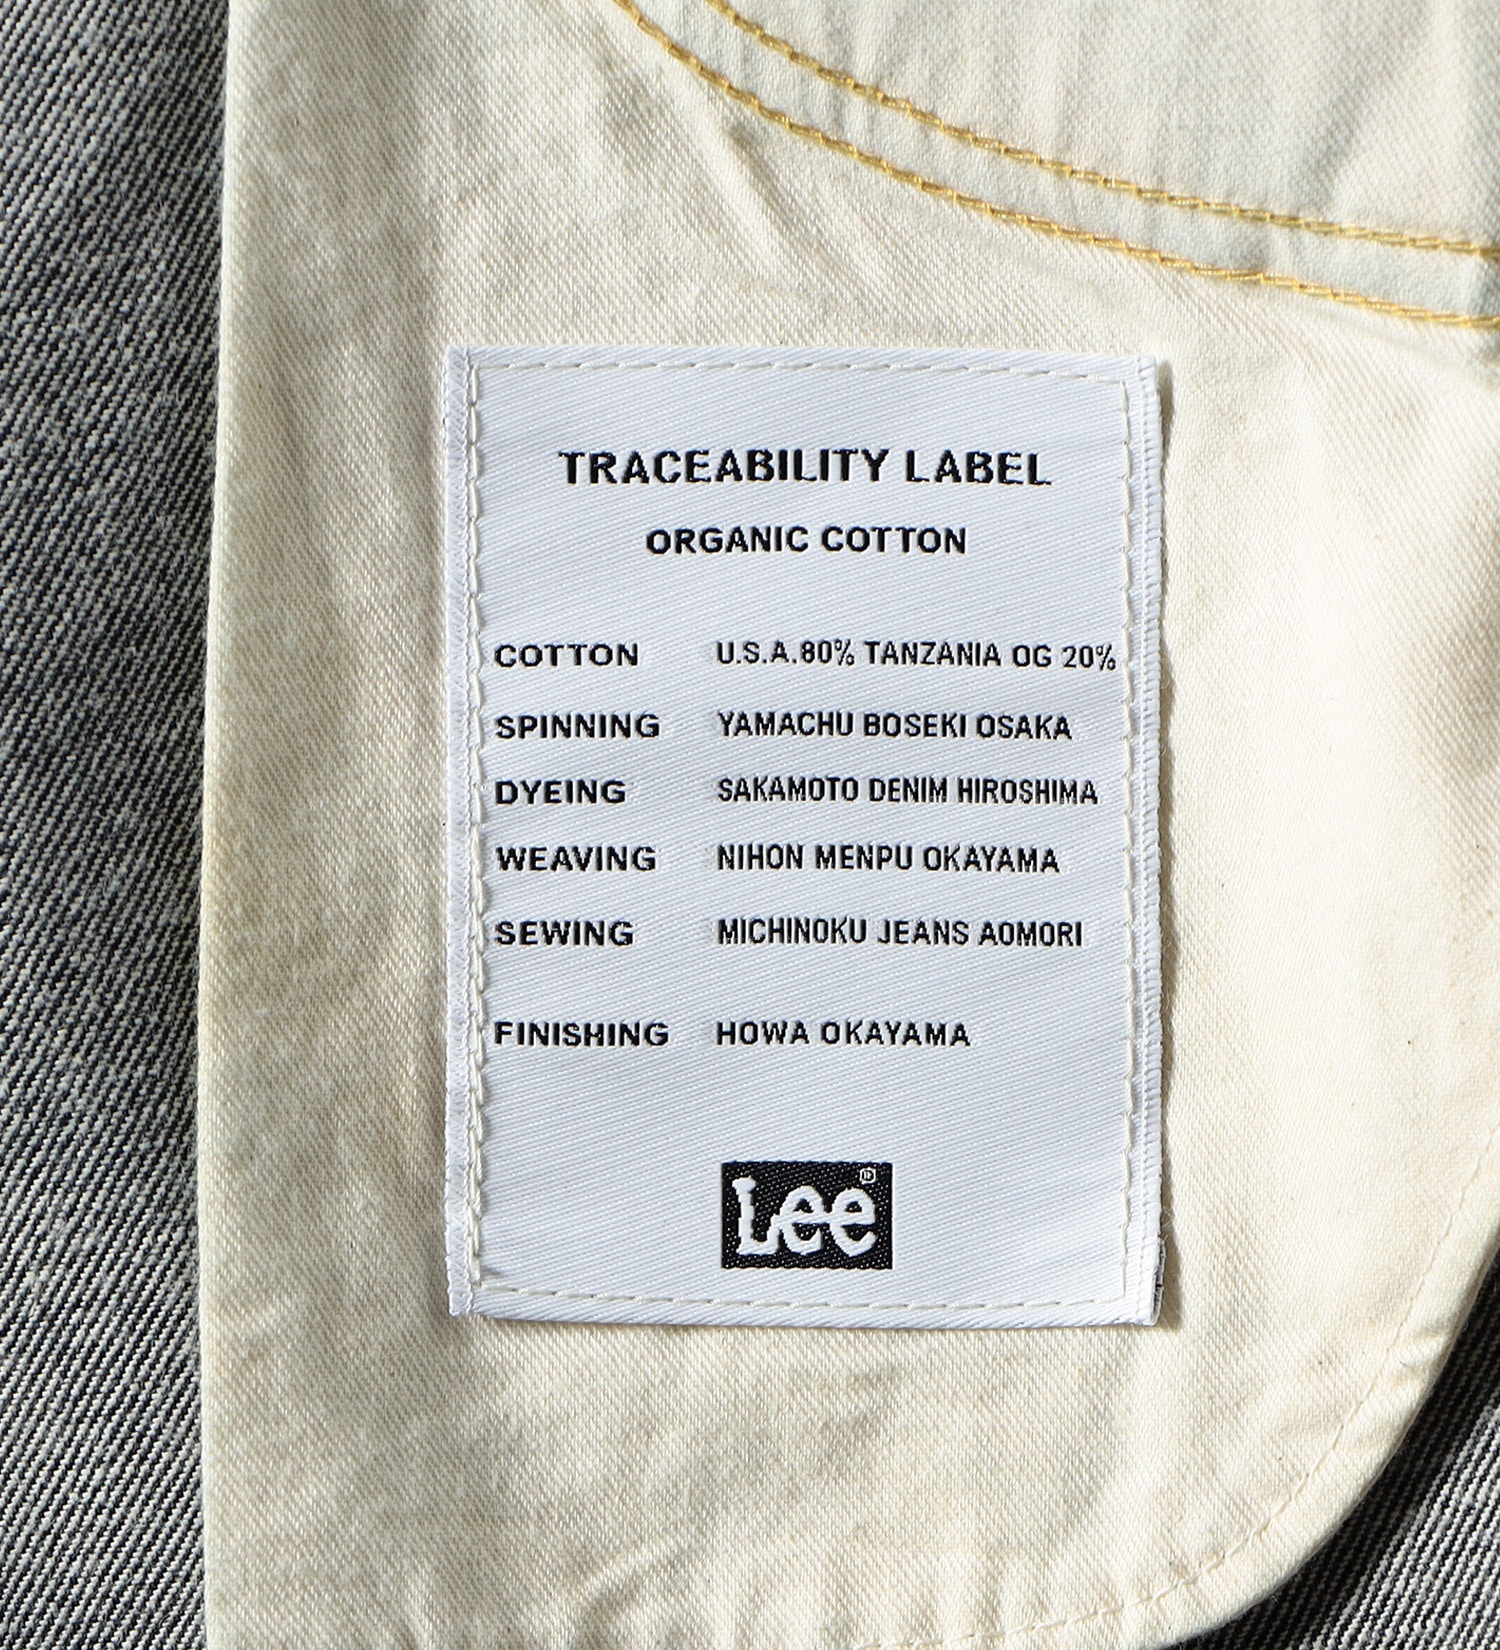 TRACEABILITY LABEL
ORGANIC COTTON
COTTON U.S.A.80% TANZANIA OG 20%
SPINNING YAMACHU BOSEKI OSAKA
DYEING SAKAMOTO DENIM HIROSHIMA
WEAVING NIHON MENPU OKAYAMA
SEWING MICHINOKU JEANS AOMORI
FINISHING HOWA OKAYAMA
Lee®